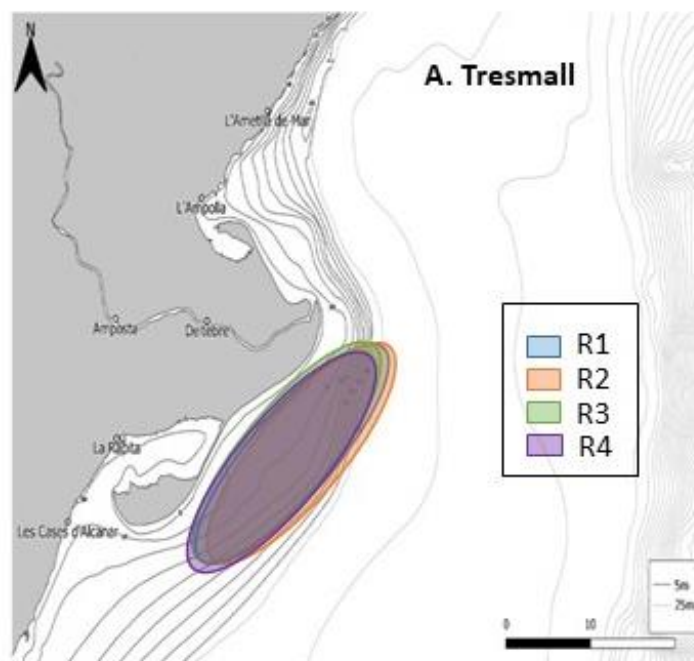 N
A. Tresmall
L'Ametlla de Mar
L'Ampolla
Amposta
Deltebre
R1
R2
R3
R4
La Ràpita
Les Cases d'Alcanar
5m
25m
0
10